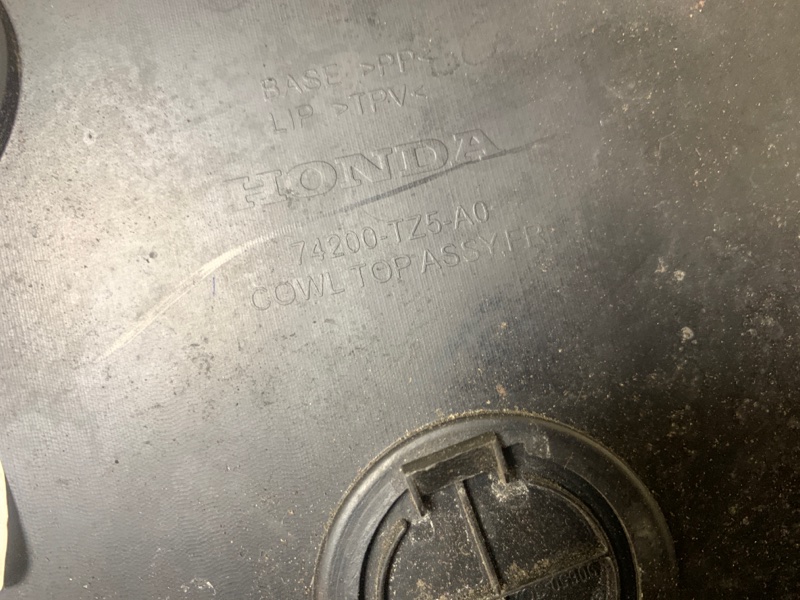 BASE >PP<
LIP >TPV<
HONDA
74200-TZ5-A0
COWL TOP ASSY,FR